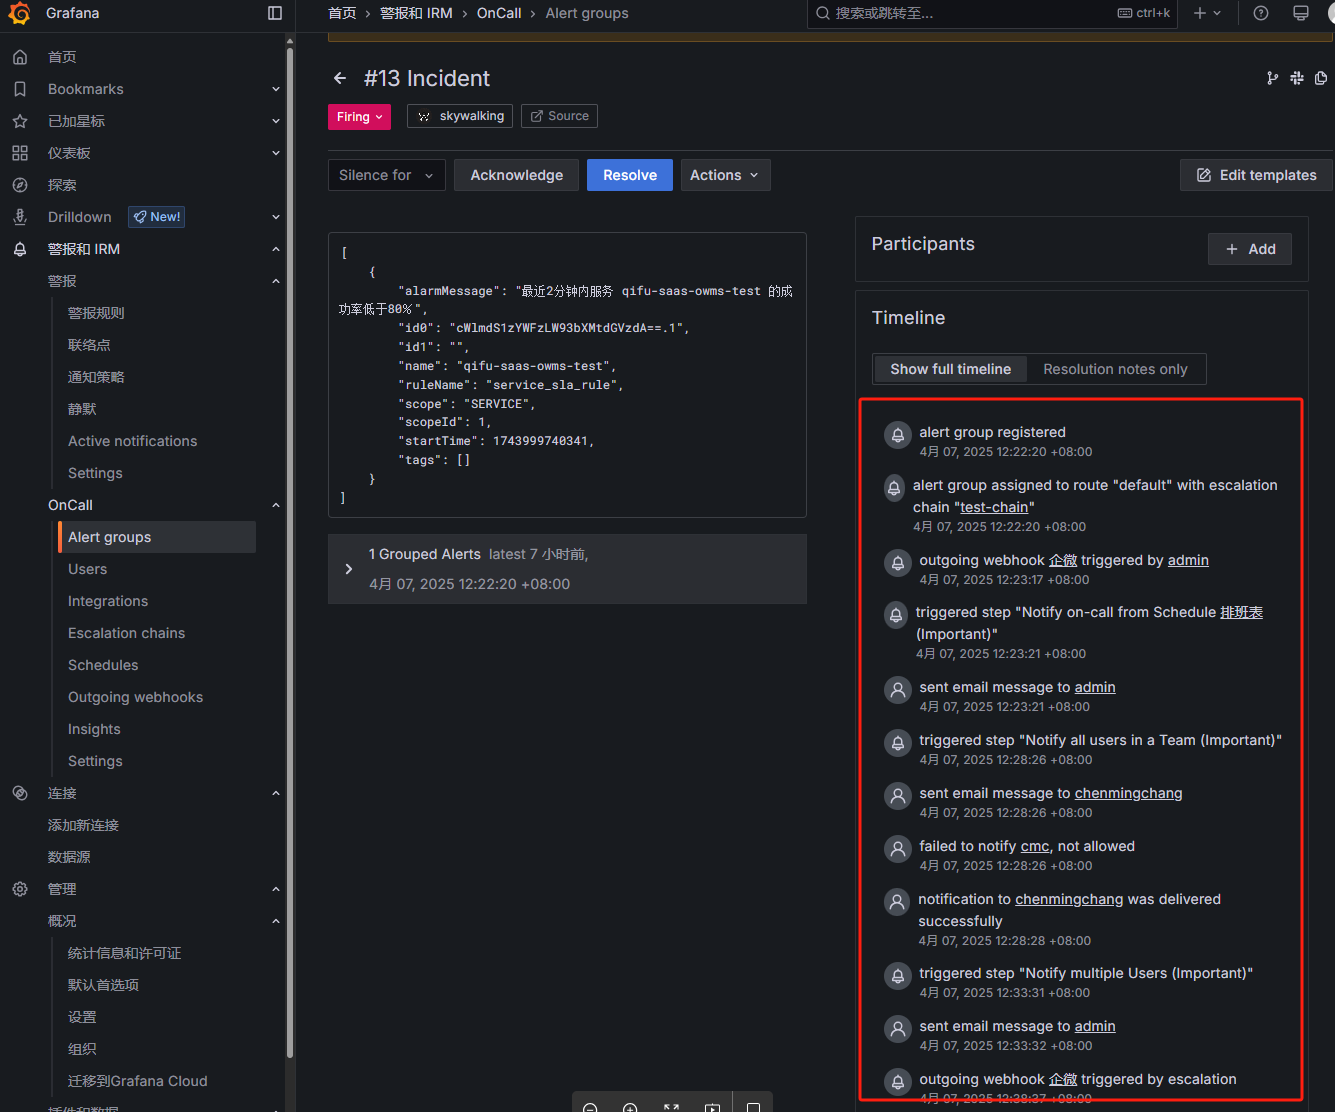 Grafana
首页 › 警报和 IRM › OnCall › Alert groups
搜索或跳转至...
ctrl+k
首页
Bookmarks
已加星标
仪表板
探索
Drilldown
New!
警报和 IRM
警报
警报规则
联络点
通知策略
静默
Active notifications
Settings
OnCall
Alert groups
Users
Integrations
Escalation chains
Schedules
Outgoing webhooks
Insights
Settings
连接
添加新连接
数据源
管理
概况
统计信息和许可证
默认首选项
设置
组织
迁移到Grafana Cloud
插件和数据
#13 Incident
Firing
skywalking
Source
Silence for
Acknowledge
Resolve
Actions
Edit templates
[
{
"alarmMessage": "最近2分钟内服务 qifu-saas-owms-test 的成
功率低于80%",
"id0": "cWlmdS1zYWFzLW93bXMtdGVzdA==.1",
"id1": "",
"name": "qifu-saas-owms-test",
"ruleName": "service_sla_rule",
"scope": "SERVICE",
"scopeId": 1,
"startTime": 1743999740341,
"tags": []
}
]
1 Grouped Alerts latest 7 小时前,
4月 07, 2025 12:22:20 +08:00
Participants
Add
Timeline
Show full timeline
Resolution notes only
alert group registered
4月 07, 2025 12:22:20 +08:00
alert group assigned to route "default" with escalation
chain "test-chain"
4月 07, 2025 12:22:20 +08:00
outgoing webhook 企微 triggered by admin
4月 07, 2025 12:23:17 +08:00
triggered step "Notify on-call from Schedule 排班表
(Important)"
4月 07, 2025 12:23:21 +08:00
sent email message to admin
4月 07, 2025 12:23:21 +08:00
triggered step "Notify all users in a Team (Important)"
4月 07, 2025 12:28:26 +08:00
sent email message to chenmingchang
4月 07, 2025 12:28:26 +08:00
failed to notify cmc, not allowed
4月 07, 2025 12:28:26 +08:00
notification to chenmingchang was delivered
successfully
4月 07, 2025 12:28:28 +08:00
triggered step "Notify multiple Users (Important)"
4月 07, 2025 12:33:31 +08:00
sent email message to admin
4月 07, 2025 12:33:32 +08:00
outgoing webhook 企微 triggered by escalation
4月 07, 2025 12:38:37 +08:00